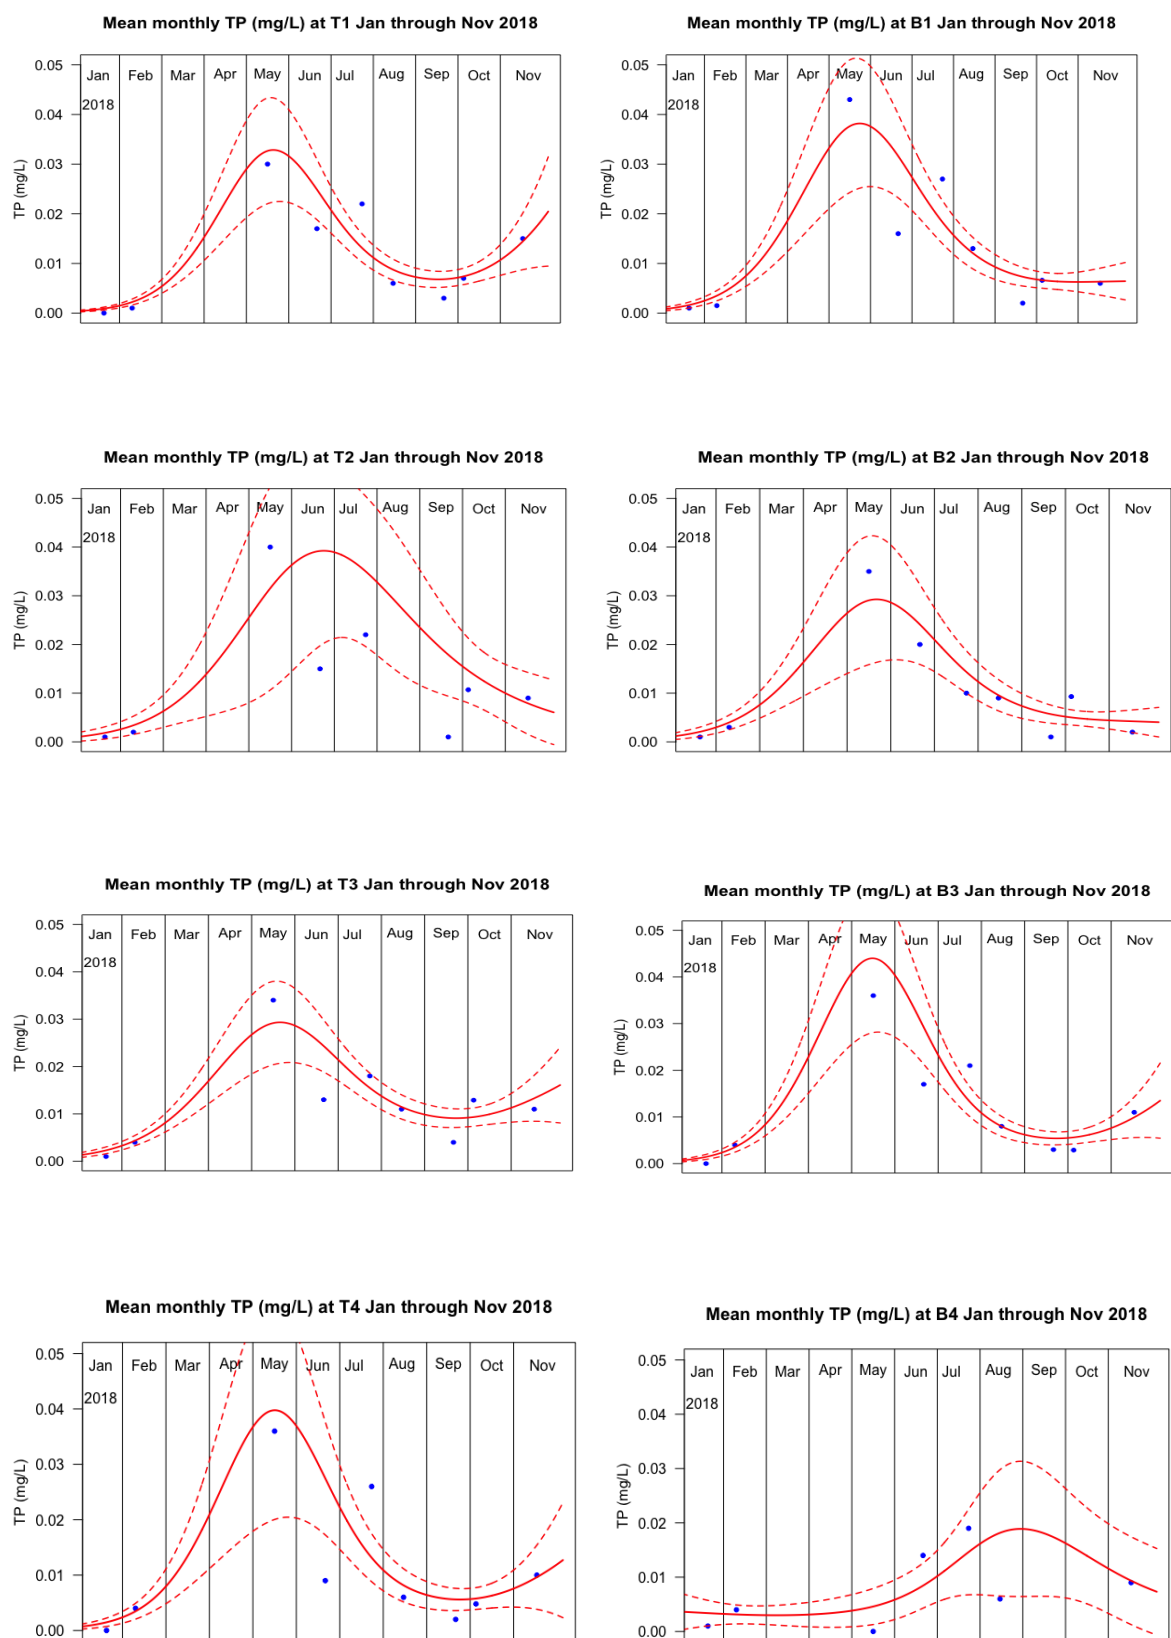 Mean monthly TP (mg/L) at T1 Jan through Nov 2018
TP (mg/L)
0.05
0.04
0.03
0.02
0.01
0.00
Jan Feb Mar Apr May Jun Jul Aug Sep Oct Nov
2018
Mean monthly TP (mg/L) at B1 Jan through Nov 2018
TP (mg/L)
0.05
0.04
0.03
0.02
0.01
0.00
Jan Feb Mar Apr May Jun Jul Aug Sep Oct Nov
2018
Mean monthly TP (mg/L) at T2 Jan through Nov 2018
TP (mg/L)
0.05
0.04
0.03
0.02
0.01
0.00
Jan Feb Mar Apr May Jun Jul Aug Sep Oct Nov
2018
Mean monthly TP (mg/L) at B2 Jan through Nov 2018
TP (mg/L)
0.05
0.04
0.03
0.02
0.01
0.00
Jan Feb Mar Apr May Jun Jul Aug Sep Oct Nov
2018
Mean monthly TP (mg/L) at T3 Jan through Nov 2018
TP (mg/L)
0.05
0.04
0.03
0.02
0.01
0.00
Jan Feb Mar Apr May Jun Jul Aug Sep Oct Nov
2018
Mean monthly TP (mg/L) at B3 Jan through Nov 2018
TP (mg/L)
0.05
0.04
0.03
0.02
0.01
0.00
Jan Feb Mar Apr May Jun Jul Aug Sep Oct Nov
2018
Mean monthly TP (mg/L) at T4 Jan through Nov 2018
TP (mg/L)
0.05
0.04
0.03
0.02
0.01
0.00
Jan Feb Mar Apr May Jun Jul Aug Sep Oct Nov
2018
Mean monthly TP (mg/L) at B4 Jan through Nov 2018
TP (mg/L)
0.05
0.04
0.03
0.02
0.01
0.00
Jan Feb Mar Apr May Jun Jul Aug Sep Oct Nov
2018